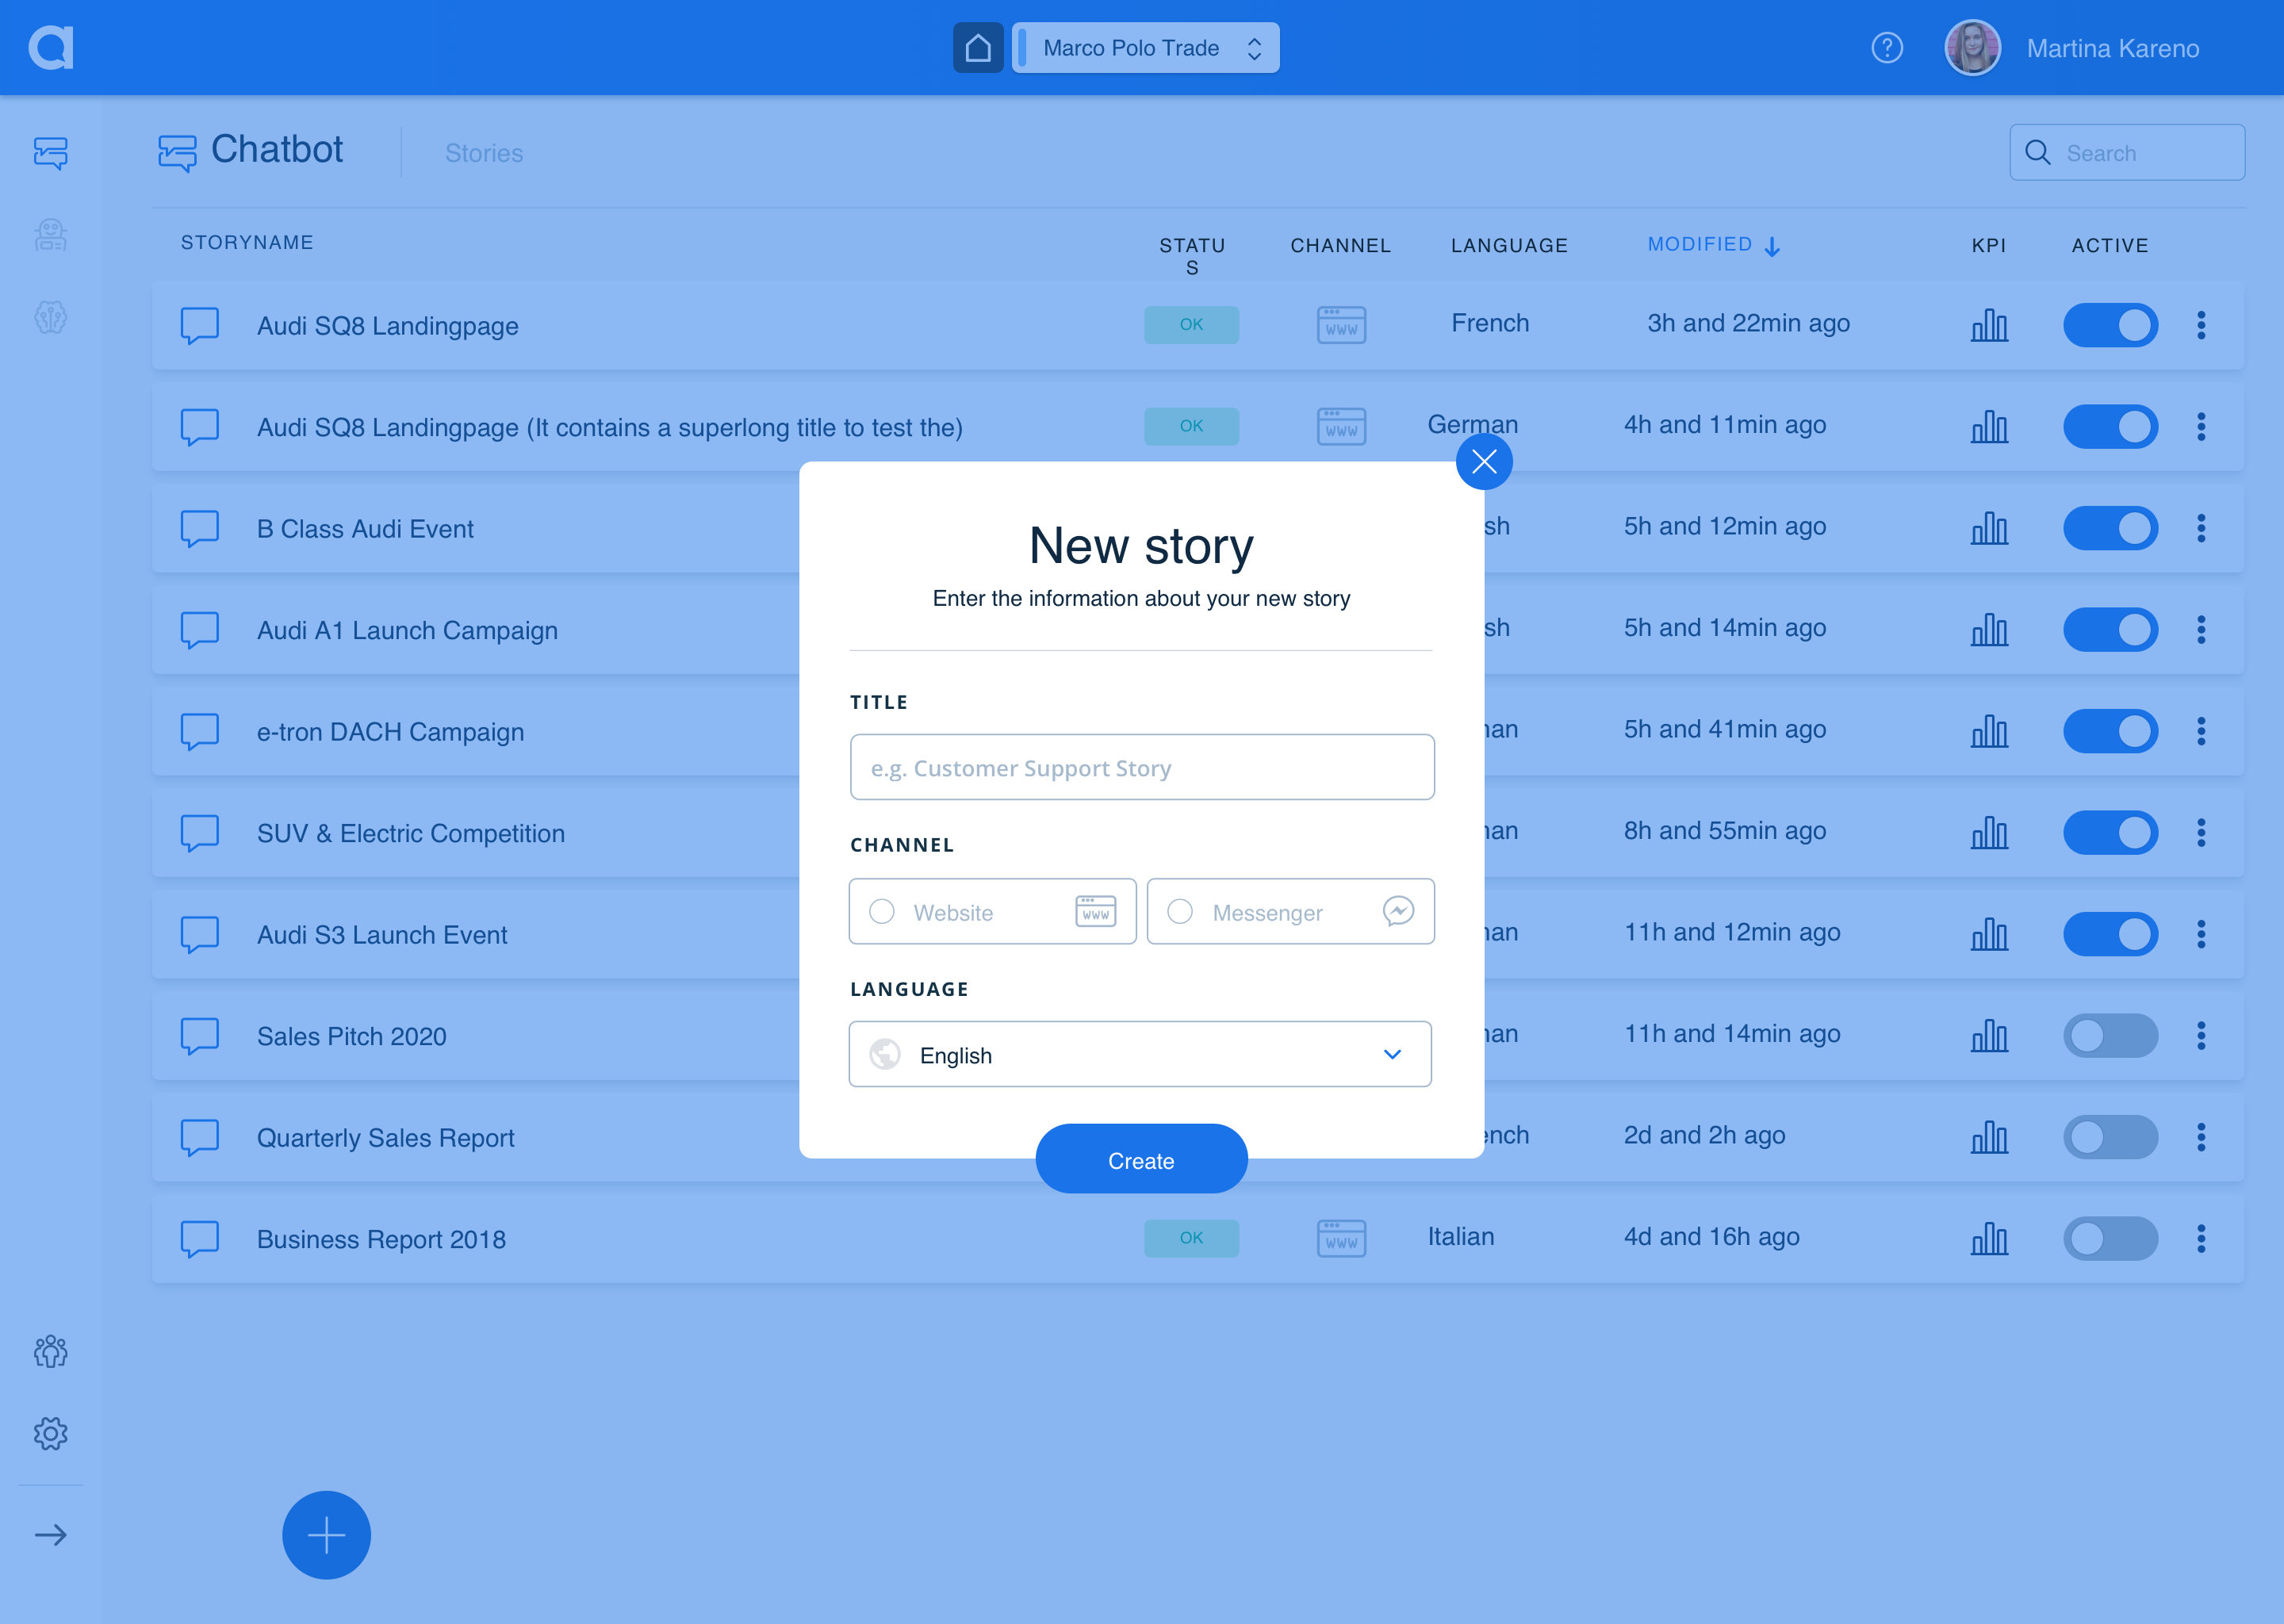 Marco Polo Trade
Martina Kareno
Chatbot
Stories
Search
STORYNAME
STATU
S
CHANNEL
LANGUAGE
MODIFIED
KPI
ACTIVE
Audi SQ8 Landingpage
OK
WWW
French
3h and 22min ago
Audi SQ8 Landingpage (It contains a superlong title to test the)
OK
WWW
German
4h and 11min ago
B Class Audi Event
sh
5h and 12min ago
Audi A1 Launch Campaign
sh
5h and 14min ago
e-tron DACH Campaign
an
5h and 41min ago
SUV & Electric Competition
an
8h and 55min ago
Audi S3 Launch Event
an
11h and 12min ago
Sales Pitch 2020
an
11h and 14min ago
Quarterly Sales Report
nch
2d and 2h ago
Business Report 2018
OK
WWW
Italian
4d and 16h ago
New story
Enter the information about your new story
TITLE
e.g. Customer Support Story
CHANNEL
Website
WWW
Messenger
LANGUAGE
English
Create